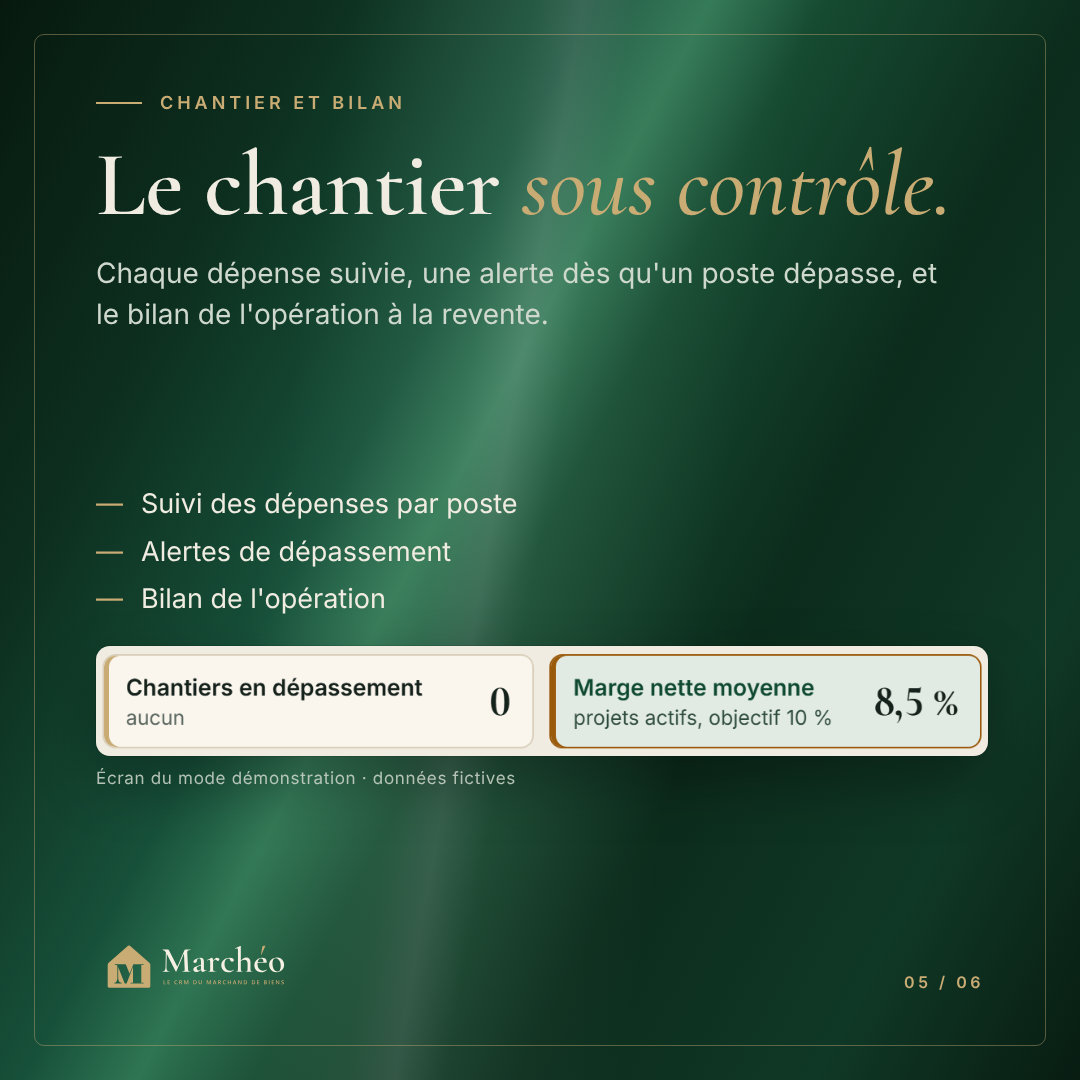 CHANTIER ET BILAN
Le chantier sous contrôle.
Chaque dépense suivie, une alerte dès qu'un poste dépasse, et
le bilan de l'opération à la revente.
— Suivi des dépenses par poste
— Alertes de dépassement
— Bilan de l'opération
Chantiers en dépassement
aucun
0
Marge nette moyenne
projets actifs, objectif 10 %
8,5 %
Écran du mode démonstration · données fictives
M
Marchéo
LE CRM DU MARCHAND DE BIENS
05 / 06